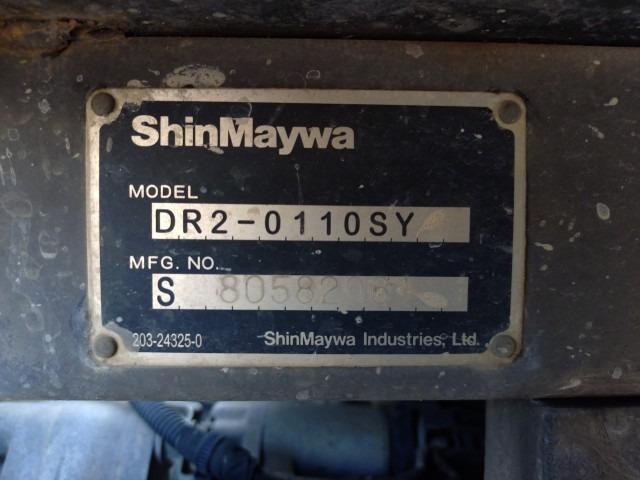 ShinMaywa
MODEL
DR2-0110SY
MFG. NO.
S
203-24325-0
ShinMaywa Industries, Ltd.